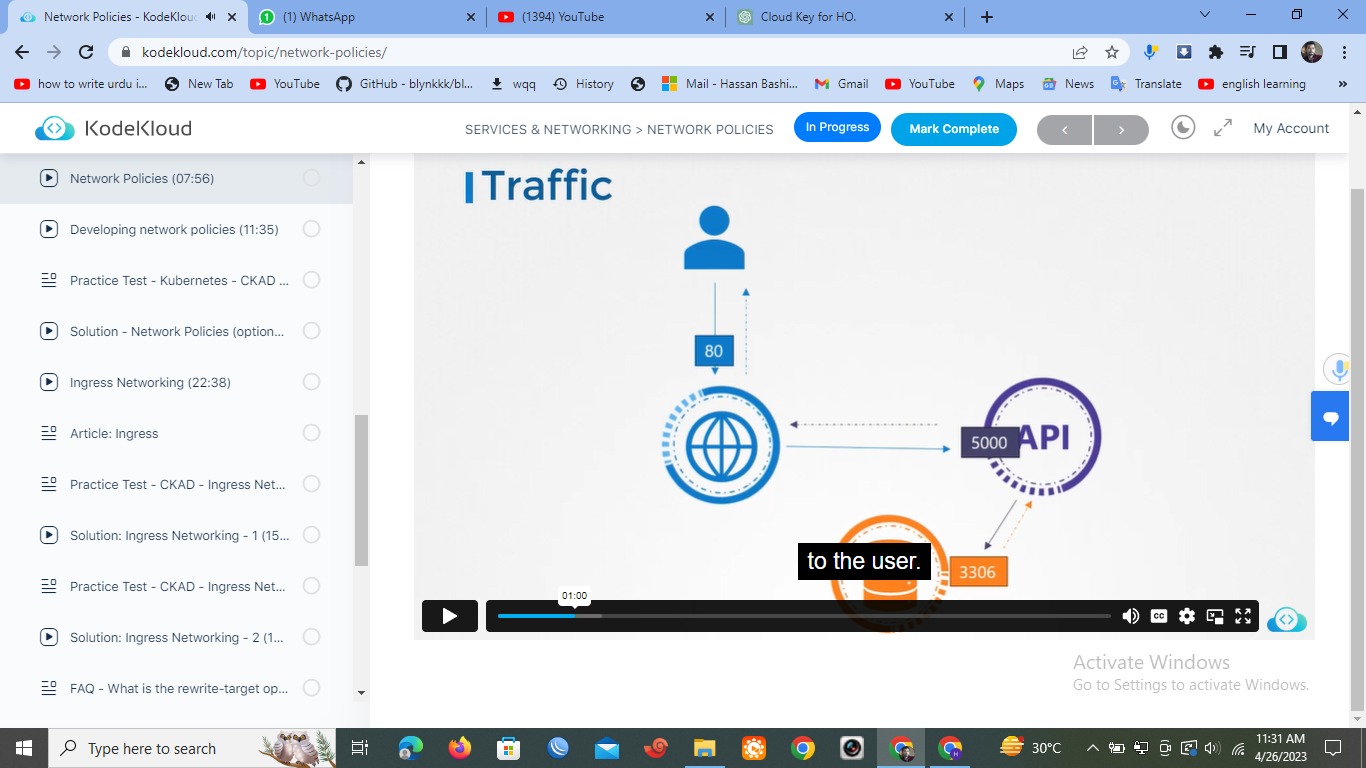 Network Policies - KodeKloud
(1) WhatsApp
(1394) YouTube
Cloud Key for HO.
kodekloud.com/topic/network-policies/
how to write urdu i...
New Tab
YouTube
GitHub - blynkkk/bl...
wqq
History
Mail - Hassan Bashi...
Gmail
YouTube
Maps
News
Translate
english learning
»
KodeKloud
SERVICES & NETWORKING > NETWORK POLICIES
In Progress
Mark Complete
My Account
Network Policies (07:56)
Developing network policies (11:35)
Practice Test - Kubernetes - CKAD ...
Solution - Network Policies (option...
Ingress Networking (22:38)
Article: Ingress
Practice Test - CKAD - Ingress Net...
Solution: Ingress Networking - 1 (15...
Practice Test - CKAD - Ingress Net...
Solution: Ingress Networking - 2 (1...
FAQ - What is the rewrite-target op...
Traffic
80
5000
API
3306
to the user.
01:00
CC
Activate Windows
Go to Settings to activate Windows.
Type here to search
30°C
11:31 AM
4/26/2023